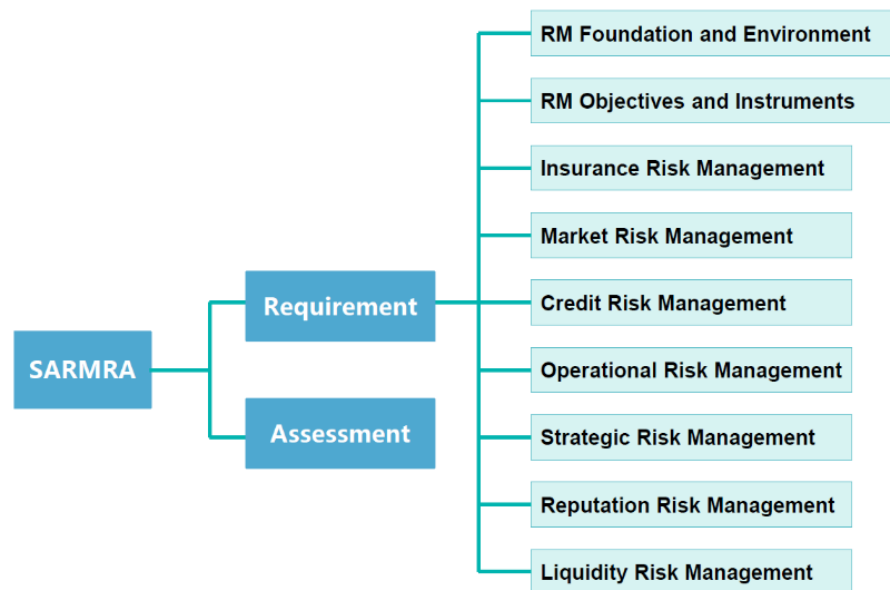 SARMRA
Requirement
Assessment
RM Foundation and Environment
RM Objectives and Instruments
Insurance Risk Management
Market Risk Management
Credit Risk Management
Operational Risk Management
Strategic Risk Management
Reputation Risk Management
Liquidity Risk Management